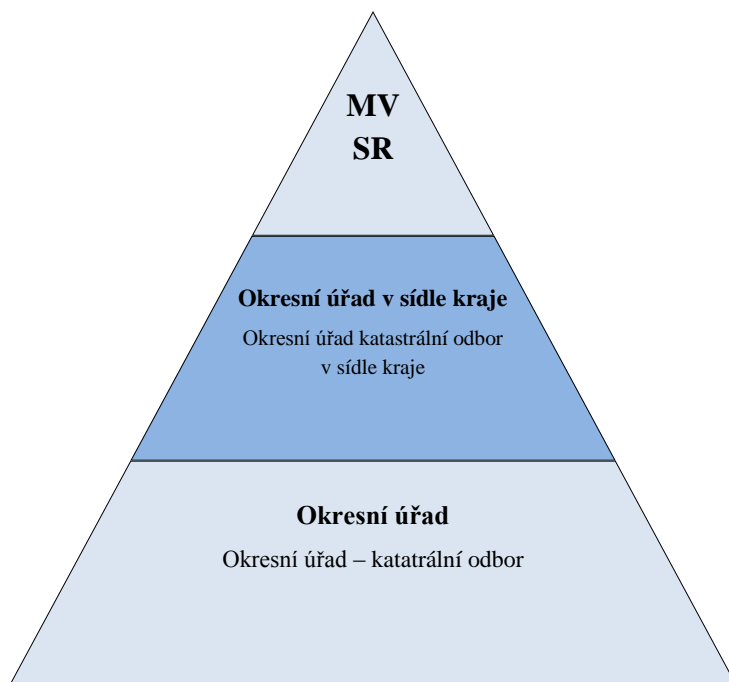 MV
SR
Okresní úřad v sídle kraje
Okresní úřad katastrální odbor
v sídle kraje
Okresní úřad
Okresní úřad – katatrální odbor